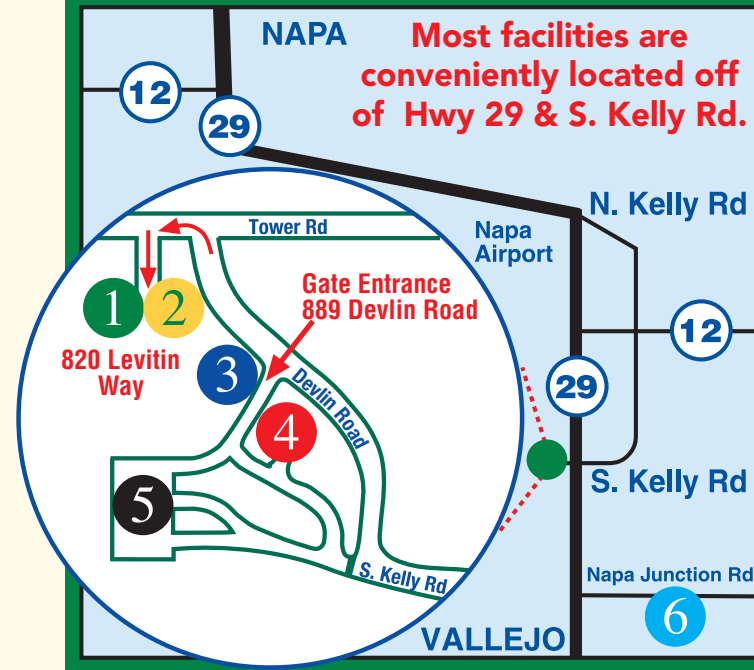 NAPA
Most facilities are
conveniently located off
of Hwy 29 & S. Kelly Rd.
12
29
N. Kelly Rd
Tower Rd
Napa
Airport
Gate Entrance
889 Devlin Road
1
2
12
820 Levitin
Way
3
Devlin Road
29
4
S. Kelly Rd
5
S. Kelly Rd
Napa Junction Rd
6
VALLEJO